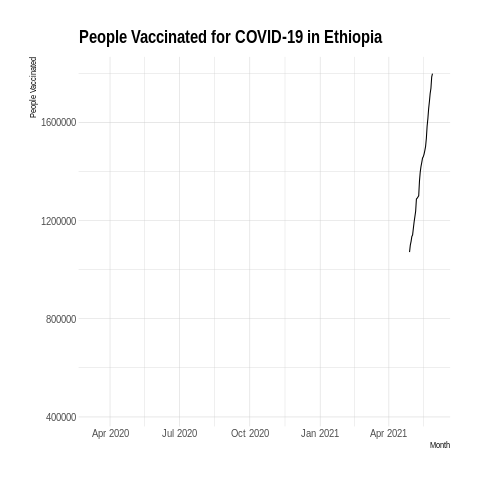 People Vaccinated for COVID-19 in Ethiopia
People Vaccinated
1600000
1200000
800000
400000
Apr 2020 Jul 2020 Oct 2020 Jan 2021 Apr 2021
Month